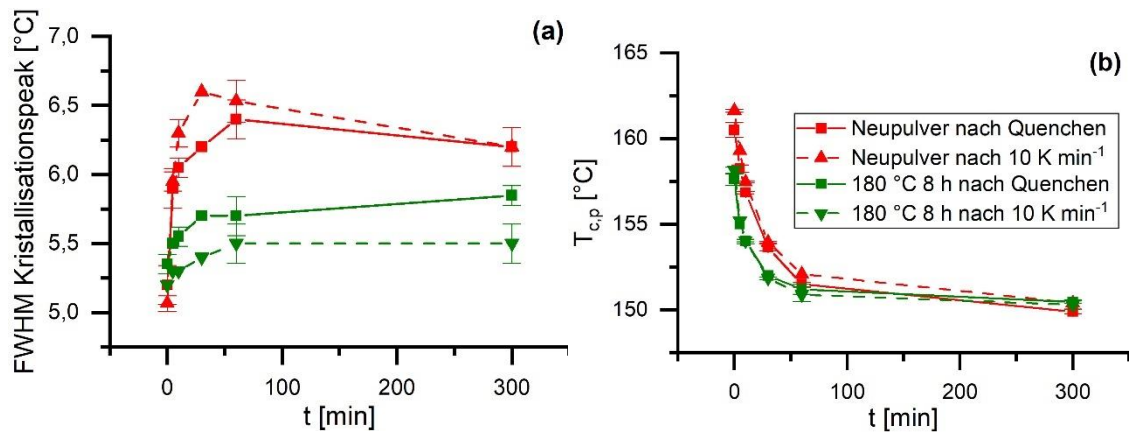 (a)
FWHM Kristallisationspeak [°C]
7,0
6,5
6,0
5,5
5,0
0
100
200
300
t [min]
(b)
T_{c,p} [°C]
165
160
155
150
0
100
200
300
t [min]
Neupulver nach Quenchen
Neupulver nach 10 K min⁻¹
180 °C 8 h nach Quenchen
180 °C 8 h nach 10 K min⁻¹